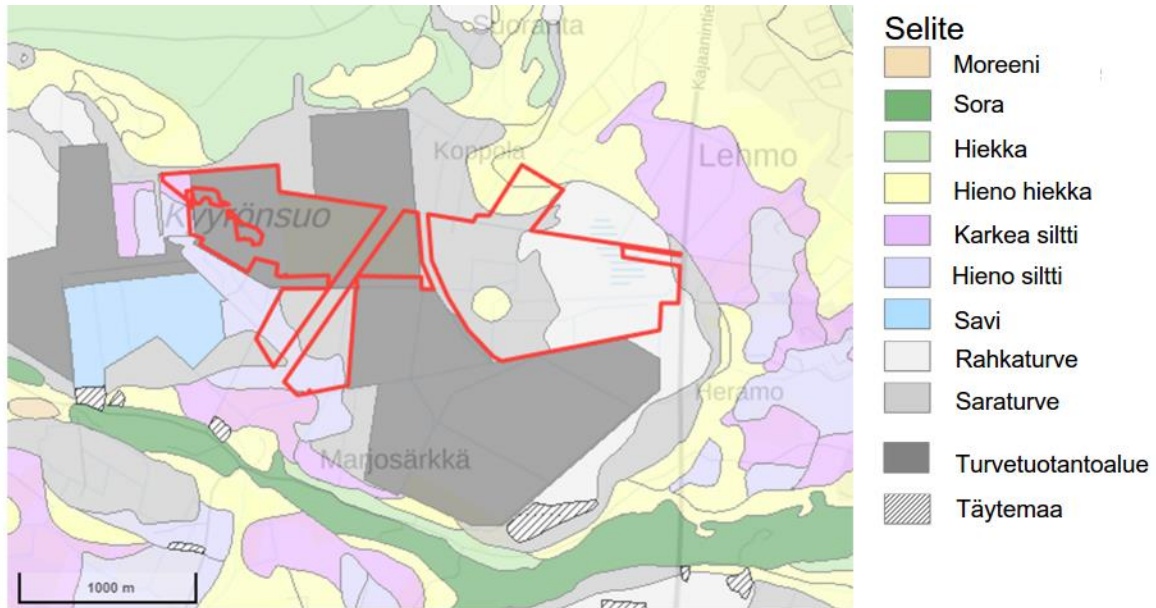 Suoranta
Kajaanintie
Koppola
Lehmo
Kyyrönsuo
Heramo
Marjosärkkä
1000 m
Selite
Moreeni
Sora
Hiekka
Hieno hiekka
Karkea siltti
Hieno siltti
Savi
Rahkaturve
Saraturve
Turvetuotantoalue
Täytemaa